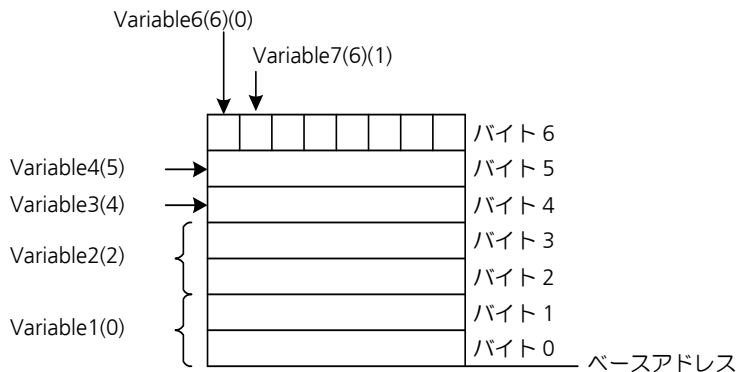 Variable6(6)(0)
Variable7(6)(1)
バイト 6
Variable4(5)
バイト 5
Variable3(4)
バイト 4
バイト 3
Variable2(2)
バイト 2
バイト 1
Variable1(0)
バイト 0
ベースアドレス